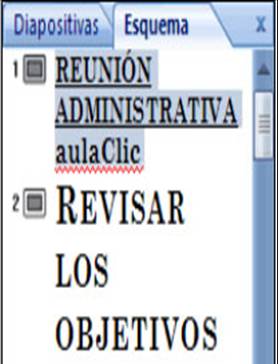 Diapositivas Esquema x
1 REUNIÓN
ADMINISTRATIVA
aulaClic
2 REVISAR
LOS
OBJETIVOS